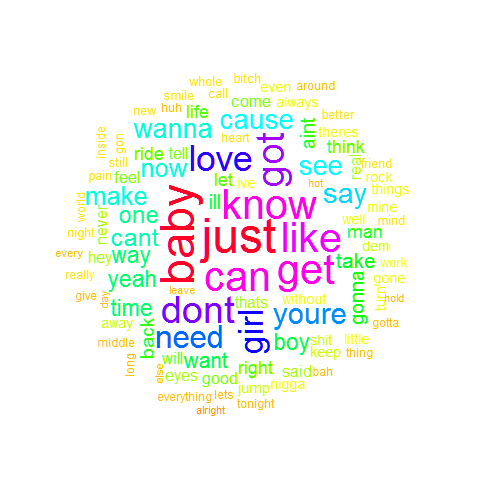 whole bitch
smile call even around
new huh life come always
wanna cause aint better
heart theres
inside gon ride tell now love got think
still real friend
pain feel let ive see hot rock
make ill know say things
world never one baby just like mine
well mind
night cant man
every hey way can get take dem
really yeah work
gone
give day leave
time dont thats without gonna turn hold
away back girl youre gotta
middle need boy shit little
long will want keep thing
else eyes good right said bah
jump nigga
everything lets
alright tonight